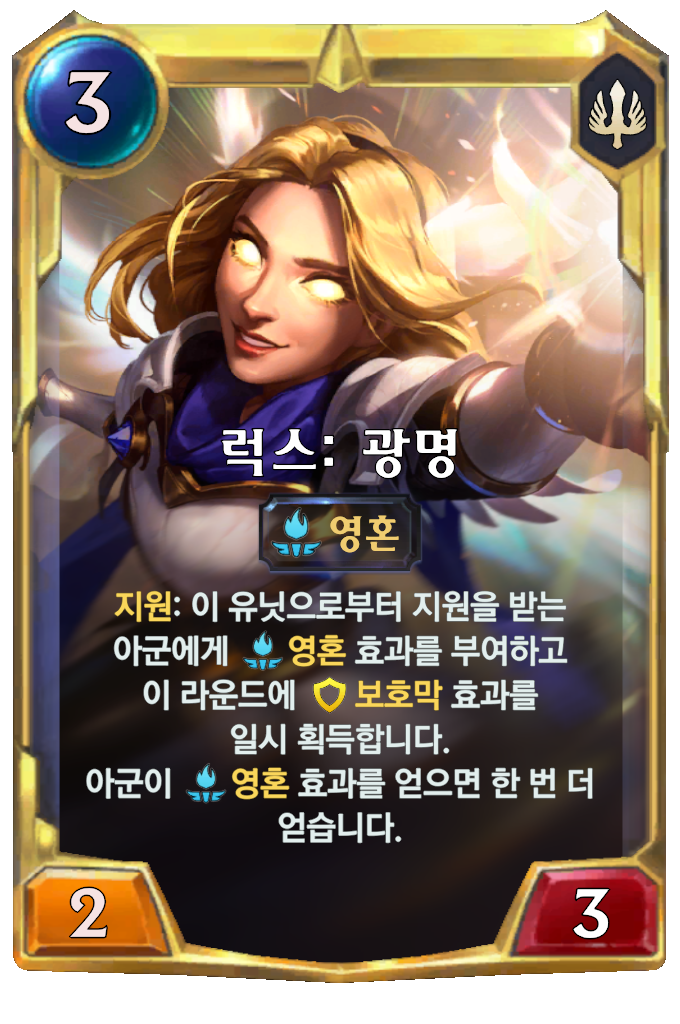 3
럭스: 광명
영혼
지원: 이 유닛으로부터 지원을 받는
아군에게 영혼 효과를 부여하고
이 라운드에 보호막 효과를
일시 획득합니다.
아군이 영혼 효과를 얻으면 한 번 더
얻습니다.
2
3